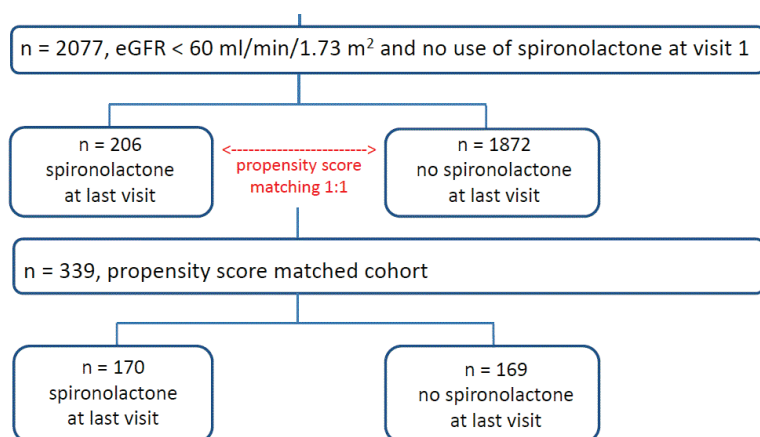 n = 2077, eGFR < 60 ml/min/1.73 m² and no use of spironolactone at visit 1
n = 206
spironolactone
at last visit
<----------------------->
propensity score
matching 1:1
n = 1872
no spironolactone
at last visit
n = 339, propensity score matched cohort
n = 170
spironolactone
at last visit
n = 169
no spironolactone
at last visit